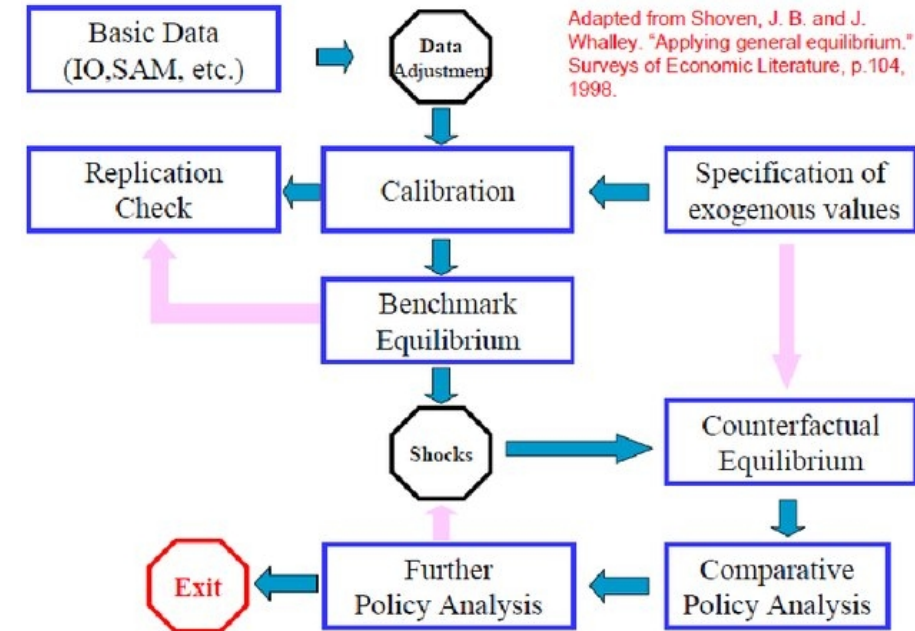 Basic Data
(IO,SAM, etc.)
Data
Adjustment
Adapted from Shoven, J. B. and J.
Whalley. "Applying general equilibrium."
Surveys of Economic Literature, p.104,
1998.
Replication
Check
Calibration
Specification of
exogenous values
Benchmark
Equilibrium
Shocks
Counterfactual
Equilibrium
Exit
Further
Policy Analysis
Comparative
Policy Analysis